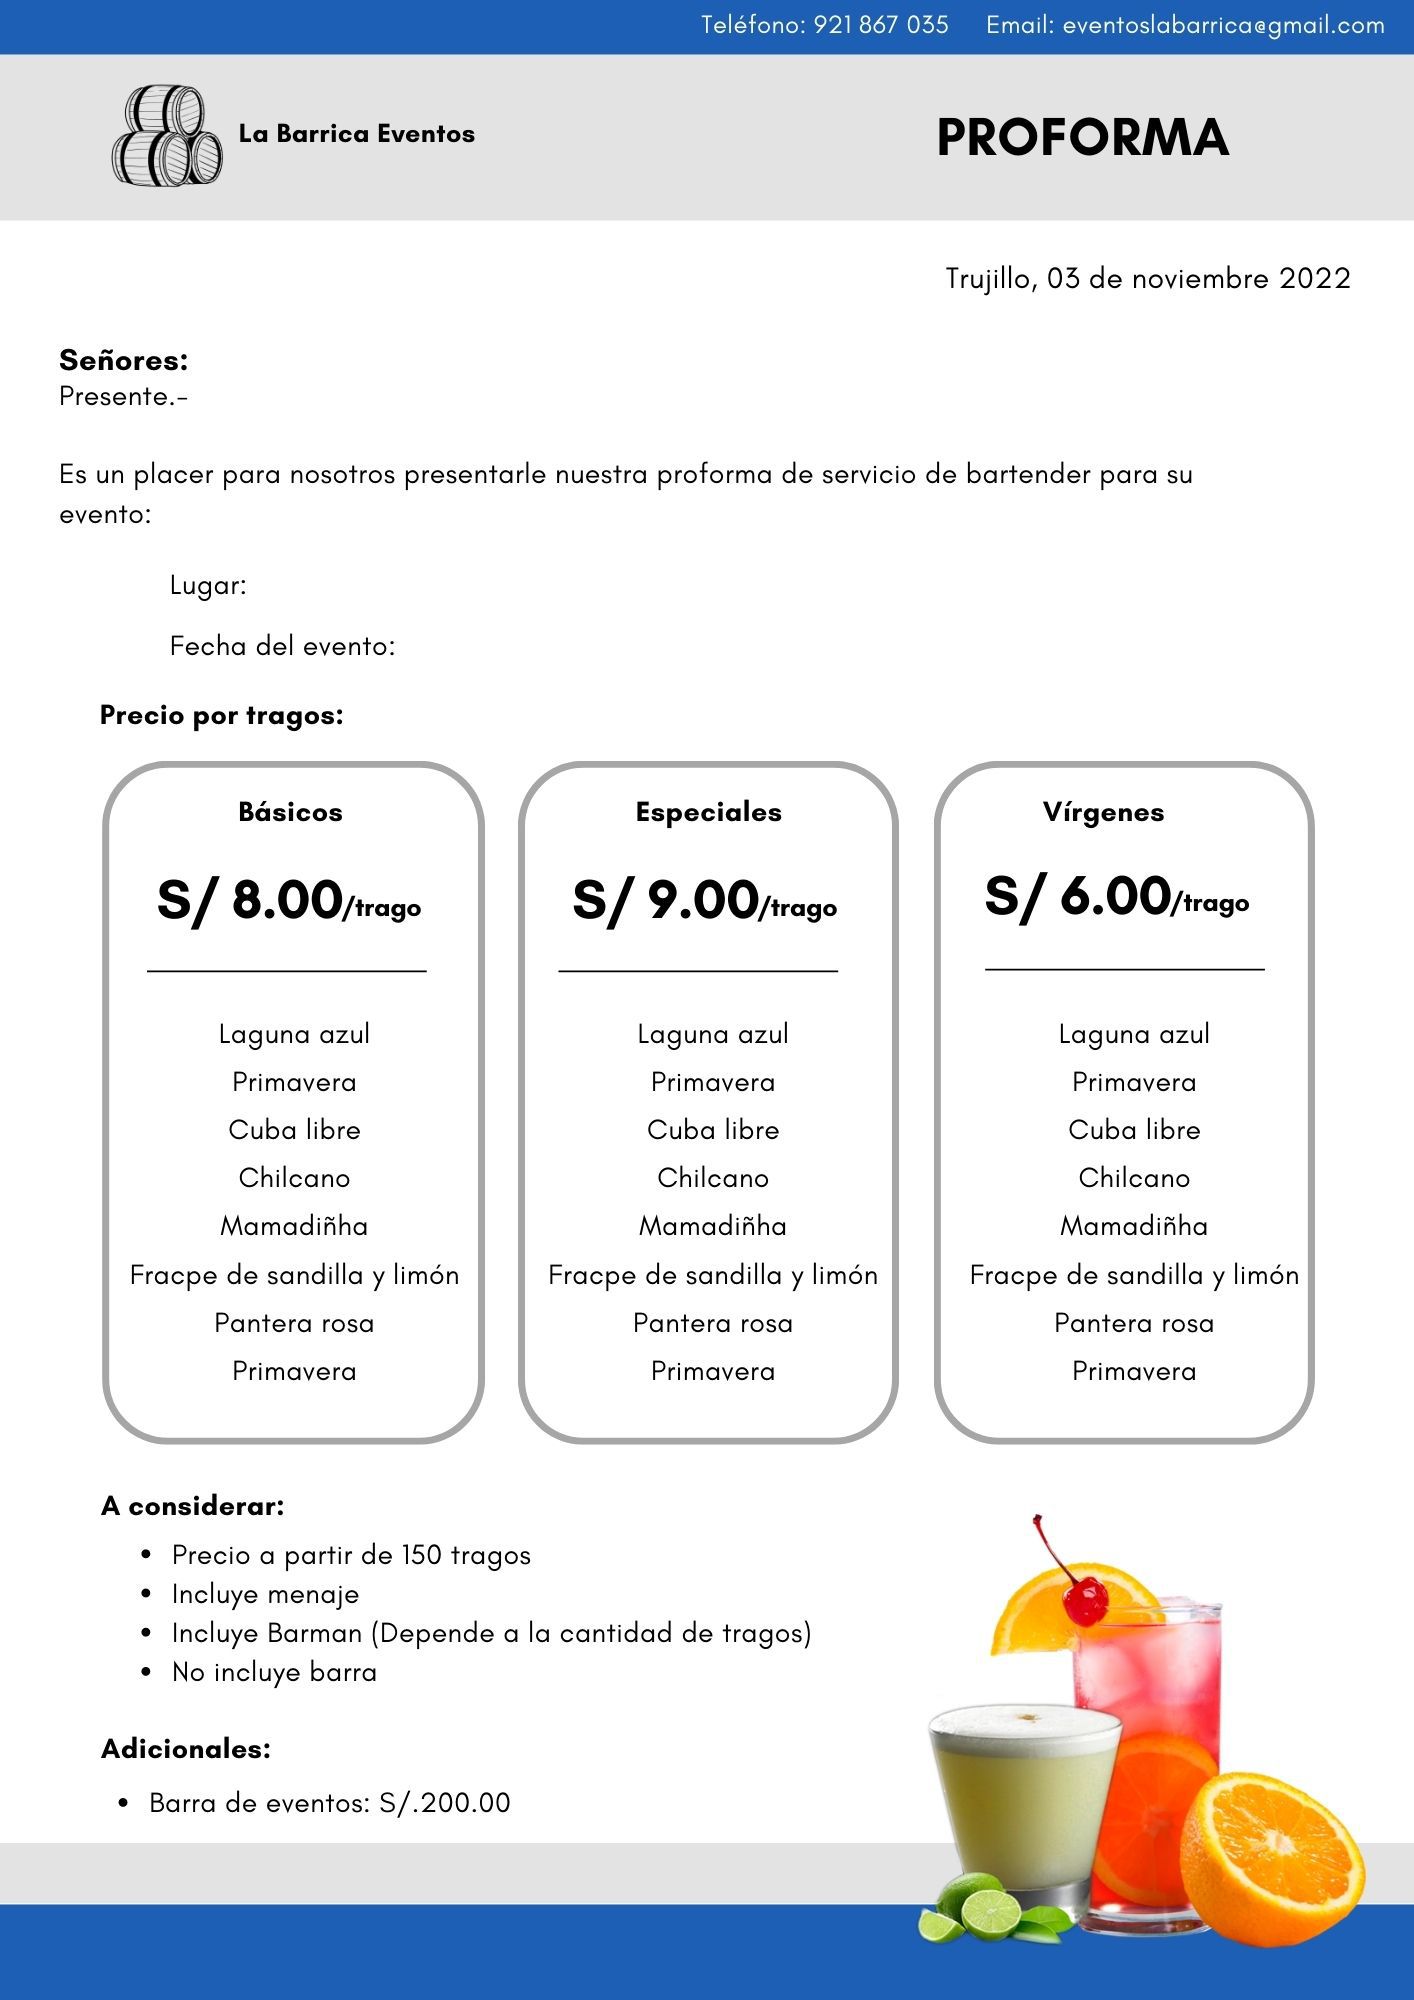 Teléfono: 921 867 035 Email: eventoslabarrica@gmail.com
La Barrica Eventos
PROFORMA
Trujillo, 03 de noviembre 2022
Señores:
Presente.-
Es un placer para nosotros presentarle nuestra proforma de servicio de bartender para su
evento:
Lugar:
Fecha del evento:
Precio por tragos:
Básicos
S/ 8.00/trago
Laguna azul
Primavera
Cuba libre
Chilcano
Mamadiñha
Fracpe de sandilla y limón
Pantera rosa
Primavera
Especiales
S/ 9.00/trago
Laguna azul
Primavera
Cuba libre
Chilcano
Mamadiñha
Fracpe de sandilla y limón
Pantera rosa
Primavera
Vírgenes
S/ 6.00/trago
Laguna azul
Primavera
Cuba libre
Chilcano
Mamadiñha
Fracpe de sandilla y limón
Pantera rosa
Primavera
A considerar:
• Precio a partir de 150 tragos
• Incluye menaje
• Incluye Barman (Depende a la cantidad de tragos)
• No incluye barra
Adicionales:
• Barra de eventos: S/.200.00